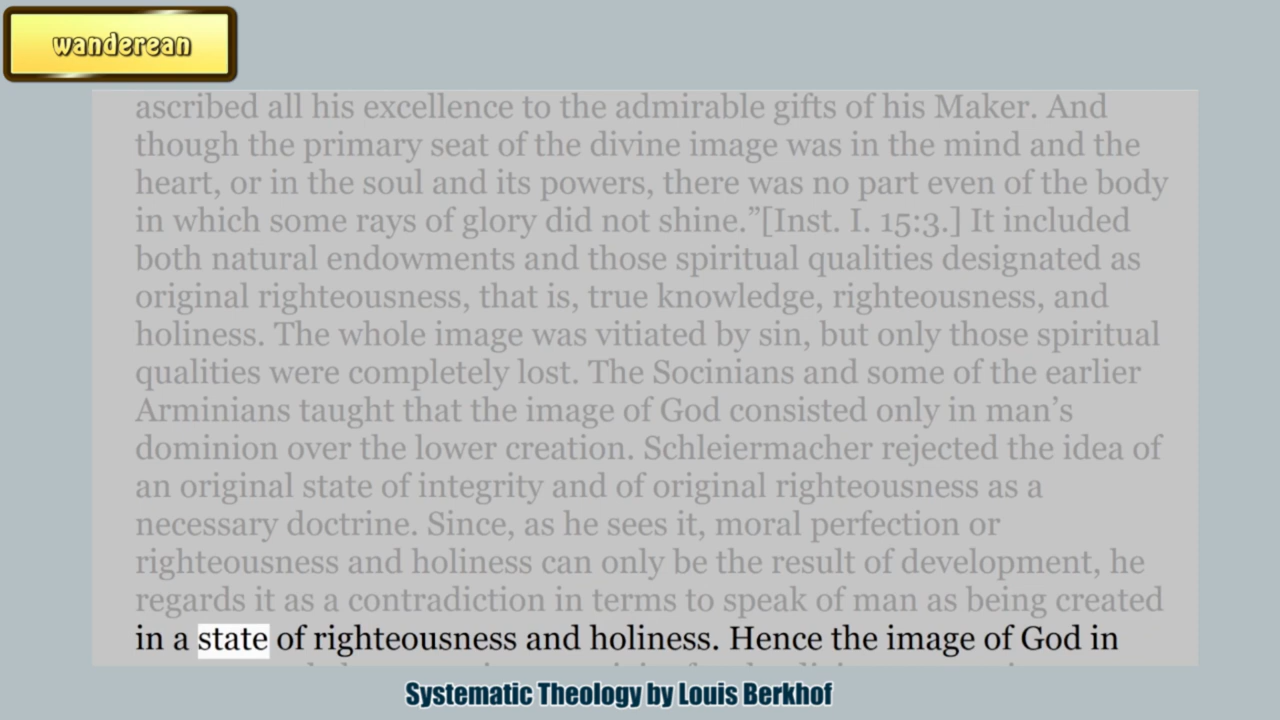 wanderean
ascribed all his excellence to the admirable gifts of his Maker. And
though the primary seat of the divine image was in the mind and the
heart, or in the soul and its powers, there was no part even of the body
in which some rays of glory did not shine.”[Inst. I. 15:3.] It included
both natural endowments and those spiritual qualities designated as
original righteousness, that is, true knowledge, righteousness, and
holiness. The whole image was vitiated by sin, but only those spiritual
qualities were completely lost. The Socinians and some of the earlier
Arminians taught that the image of God consisted only in man’s
dominion over the lower creation. Schleiermacher rejected the idea of
an original state of integrity and of original righteousness as a
necessary doctrine. Since, as he sees it, moral perfection or
righteousness and holiness can only be the result of development, he
regards it as a contradiction in terms to speak of man as being created
in a state of righteousness and holiness. Hence the image of God in
Systematic Theology by Louis Berkhof